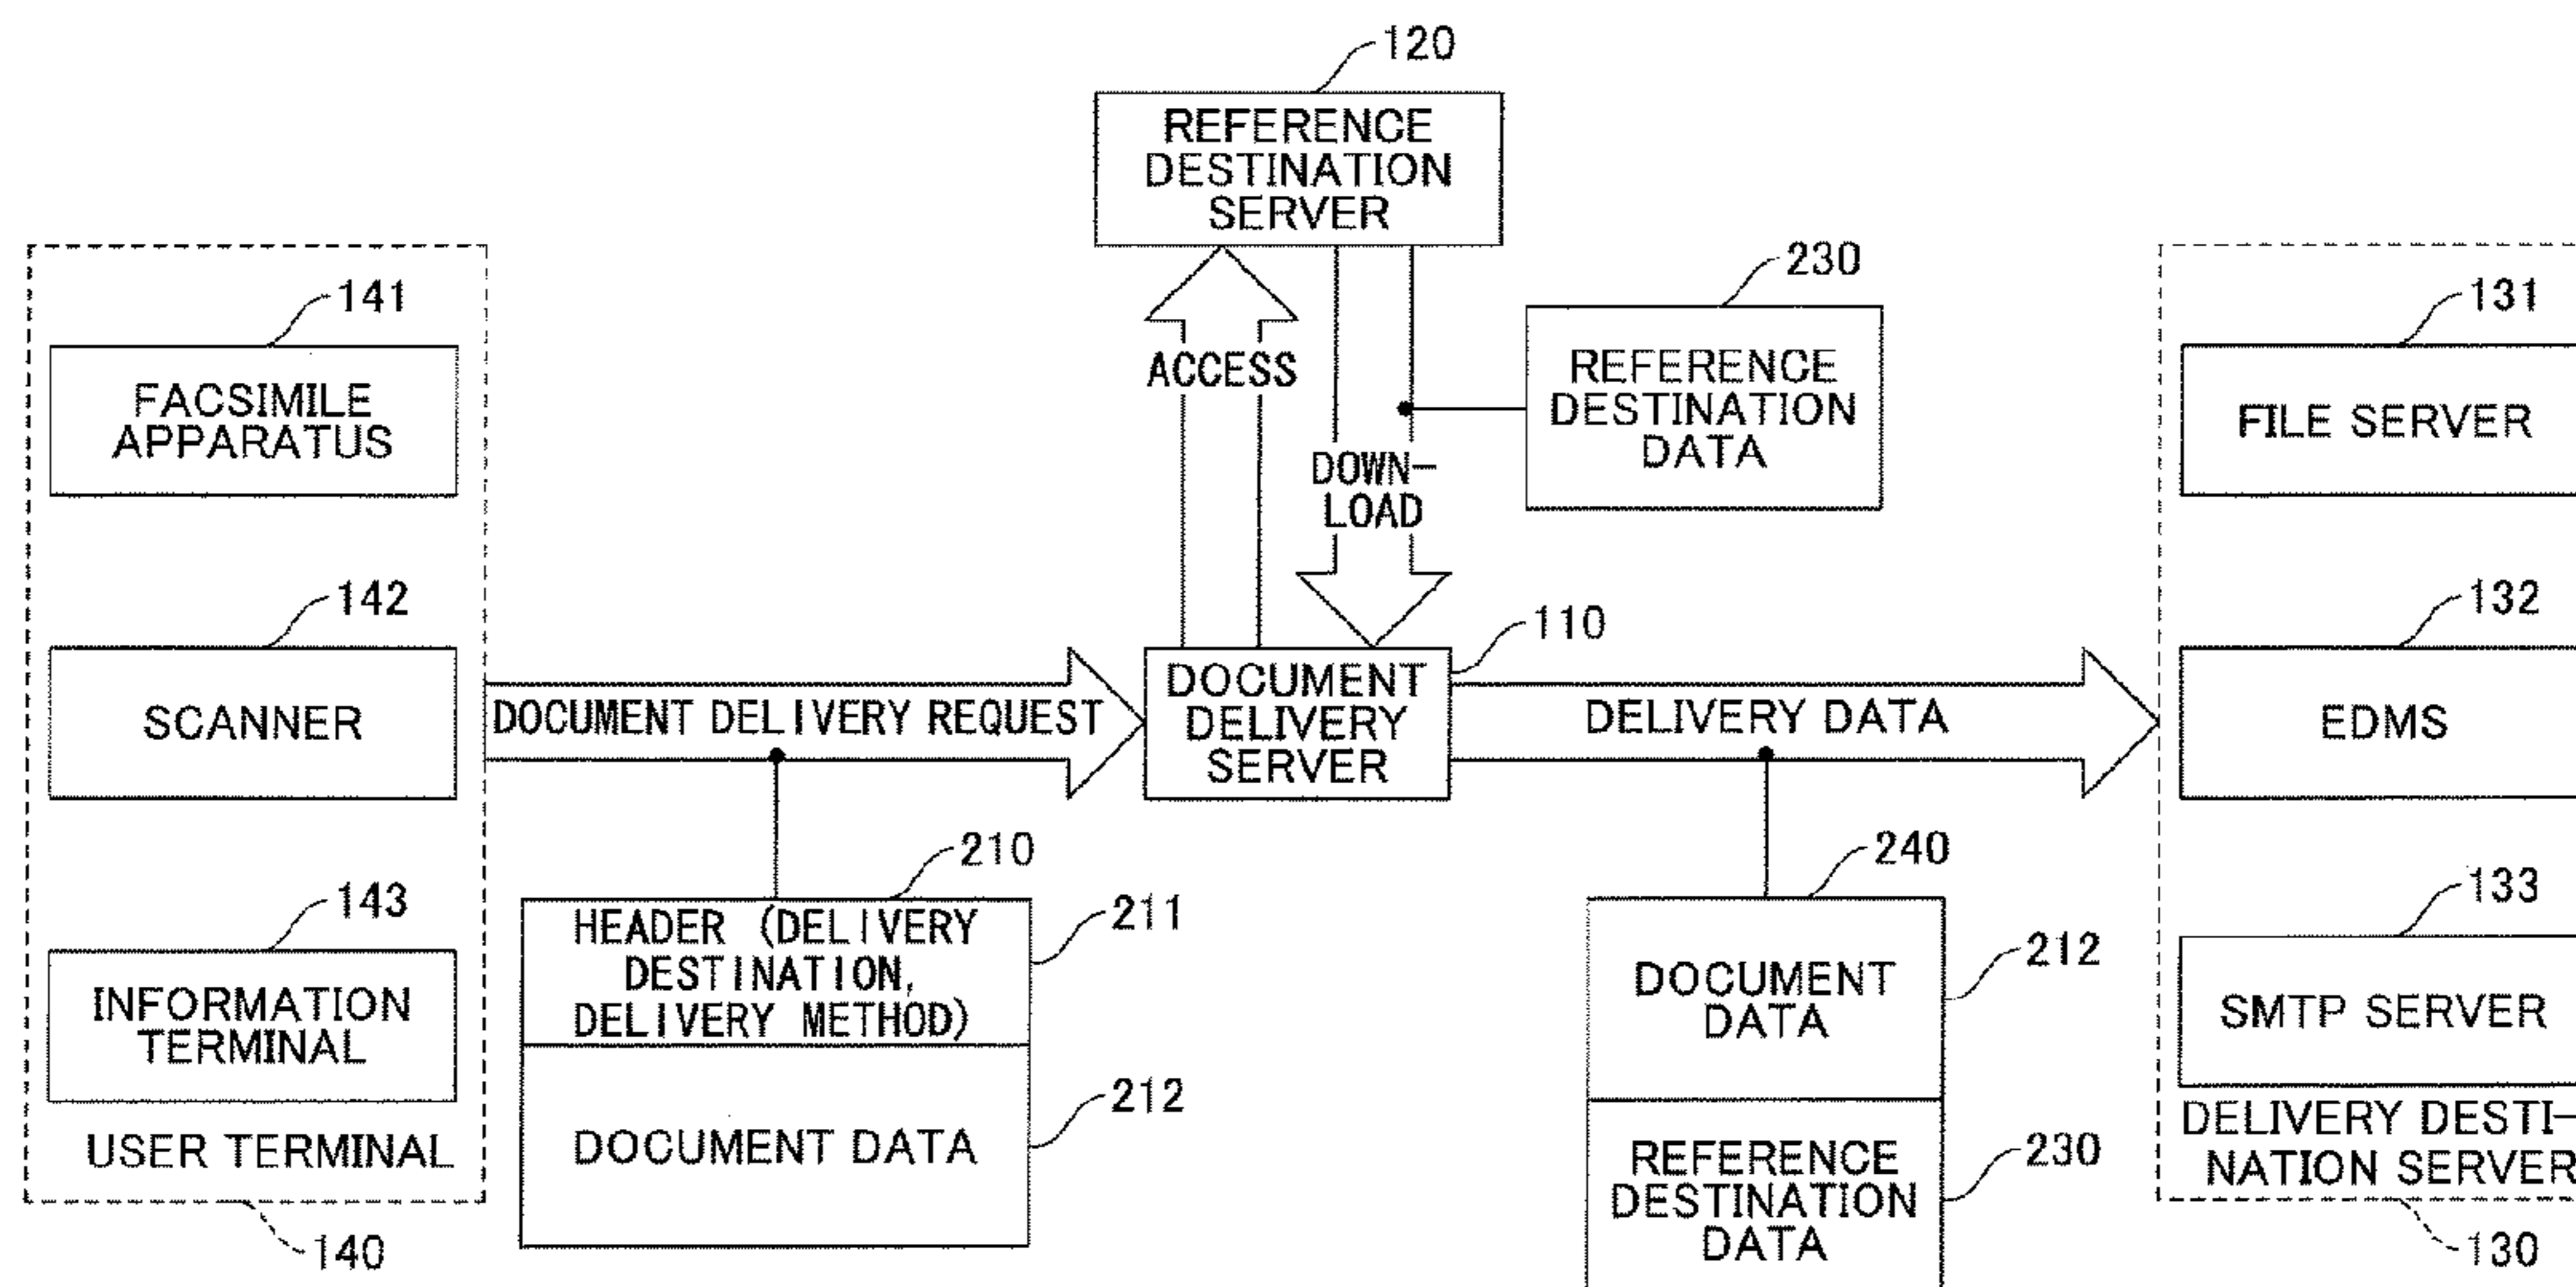 120
REFERENCE
DESTINATION
SERVER
230
REFERENCE
DESTINATION
DATA
ACCESS
DOWN-
LOAD
141
FACSIMILE
APPARATUS
142
SCANNER
143
INFORMATION
TERMINAL
USER TERMINAL
140
DOCUMENT DELIVERY REQUEST
110
DOCUMENT
DELIVERY
SERVER
DELIVERY DATA
210
HEADER (DELIVERY
DESTINATION,
DELIVERY METHOD)
211
DOCUMENT DATA
212
240
DOCUMENT
DATA
212
REFERENCE
DESTINATION
DATA
230
131
FILE SERVER
132
EDMS
133
SMTP SERVER
DELIVERY DESTI-
NATION SERVER
130